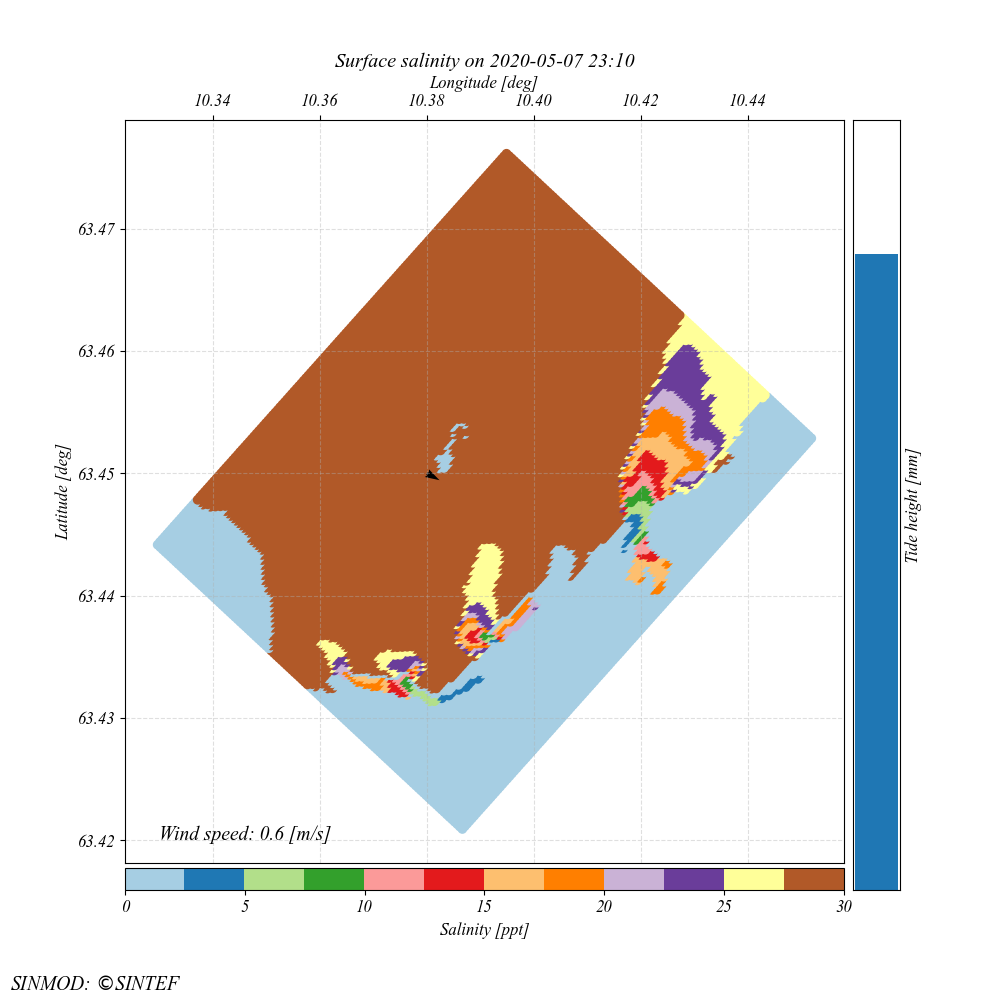 Surface salinity on 2020-05-07 23:10
Longitude [deg]
10.34 10.36 10.38 10.40 10.42 10.44
63.47
63.46
63.45
63.44
63.43
63.42
Latitude [deg]
Tide height [mm]
Wind speed: 0.6 [m/s]
0 5 10 15 20 25 30
Salinity [ppt]
SINMOD: ©SINTEF